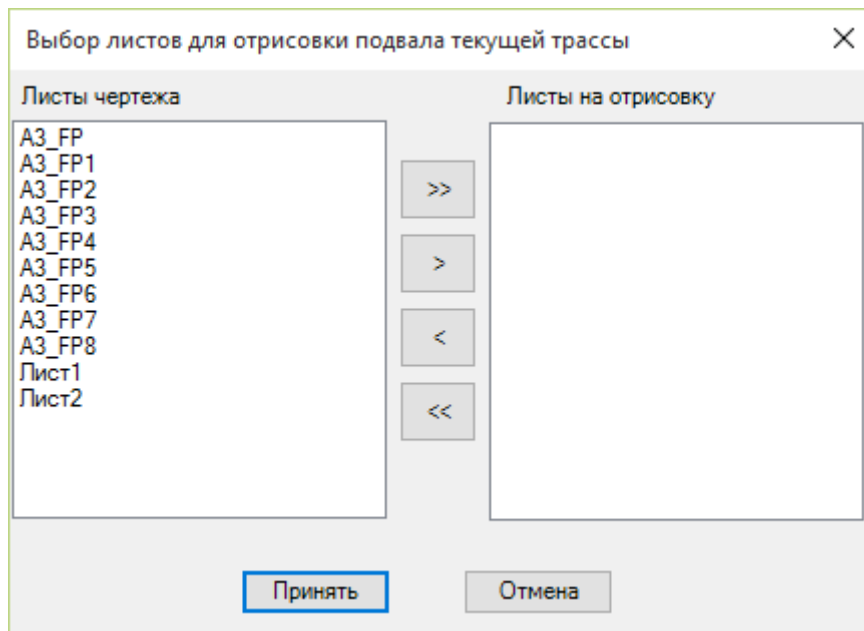 Выбор листов для отрисовки подвала текущей трассы
Листы чертежа
Листы на отрисовку
A3_FP
A3_FP1
A3_FP2
A3_FP3
A3_FP4
A3_FP5
A3_FP6
A3_FP7
A3_FP8
Лист1
Лист2
>>
>
<
<<
Принять
Отмена